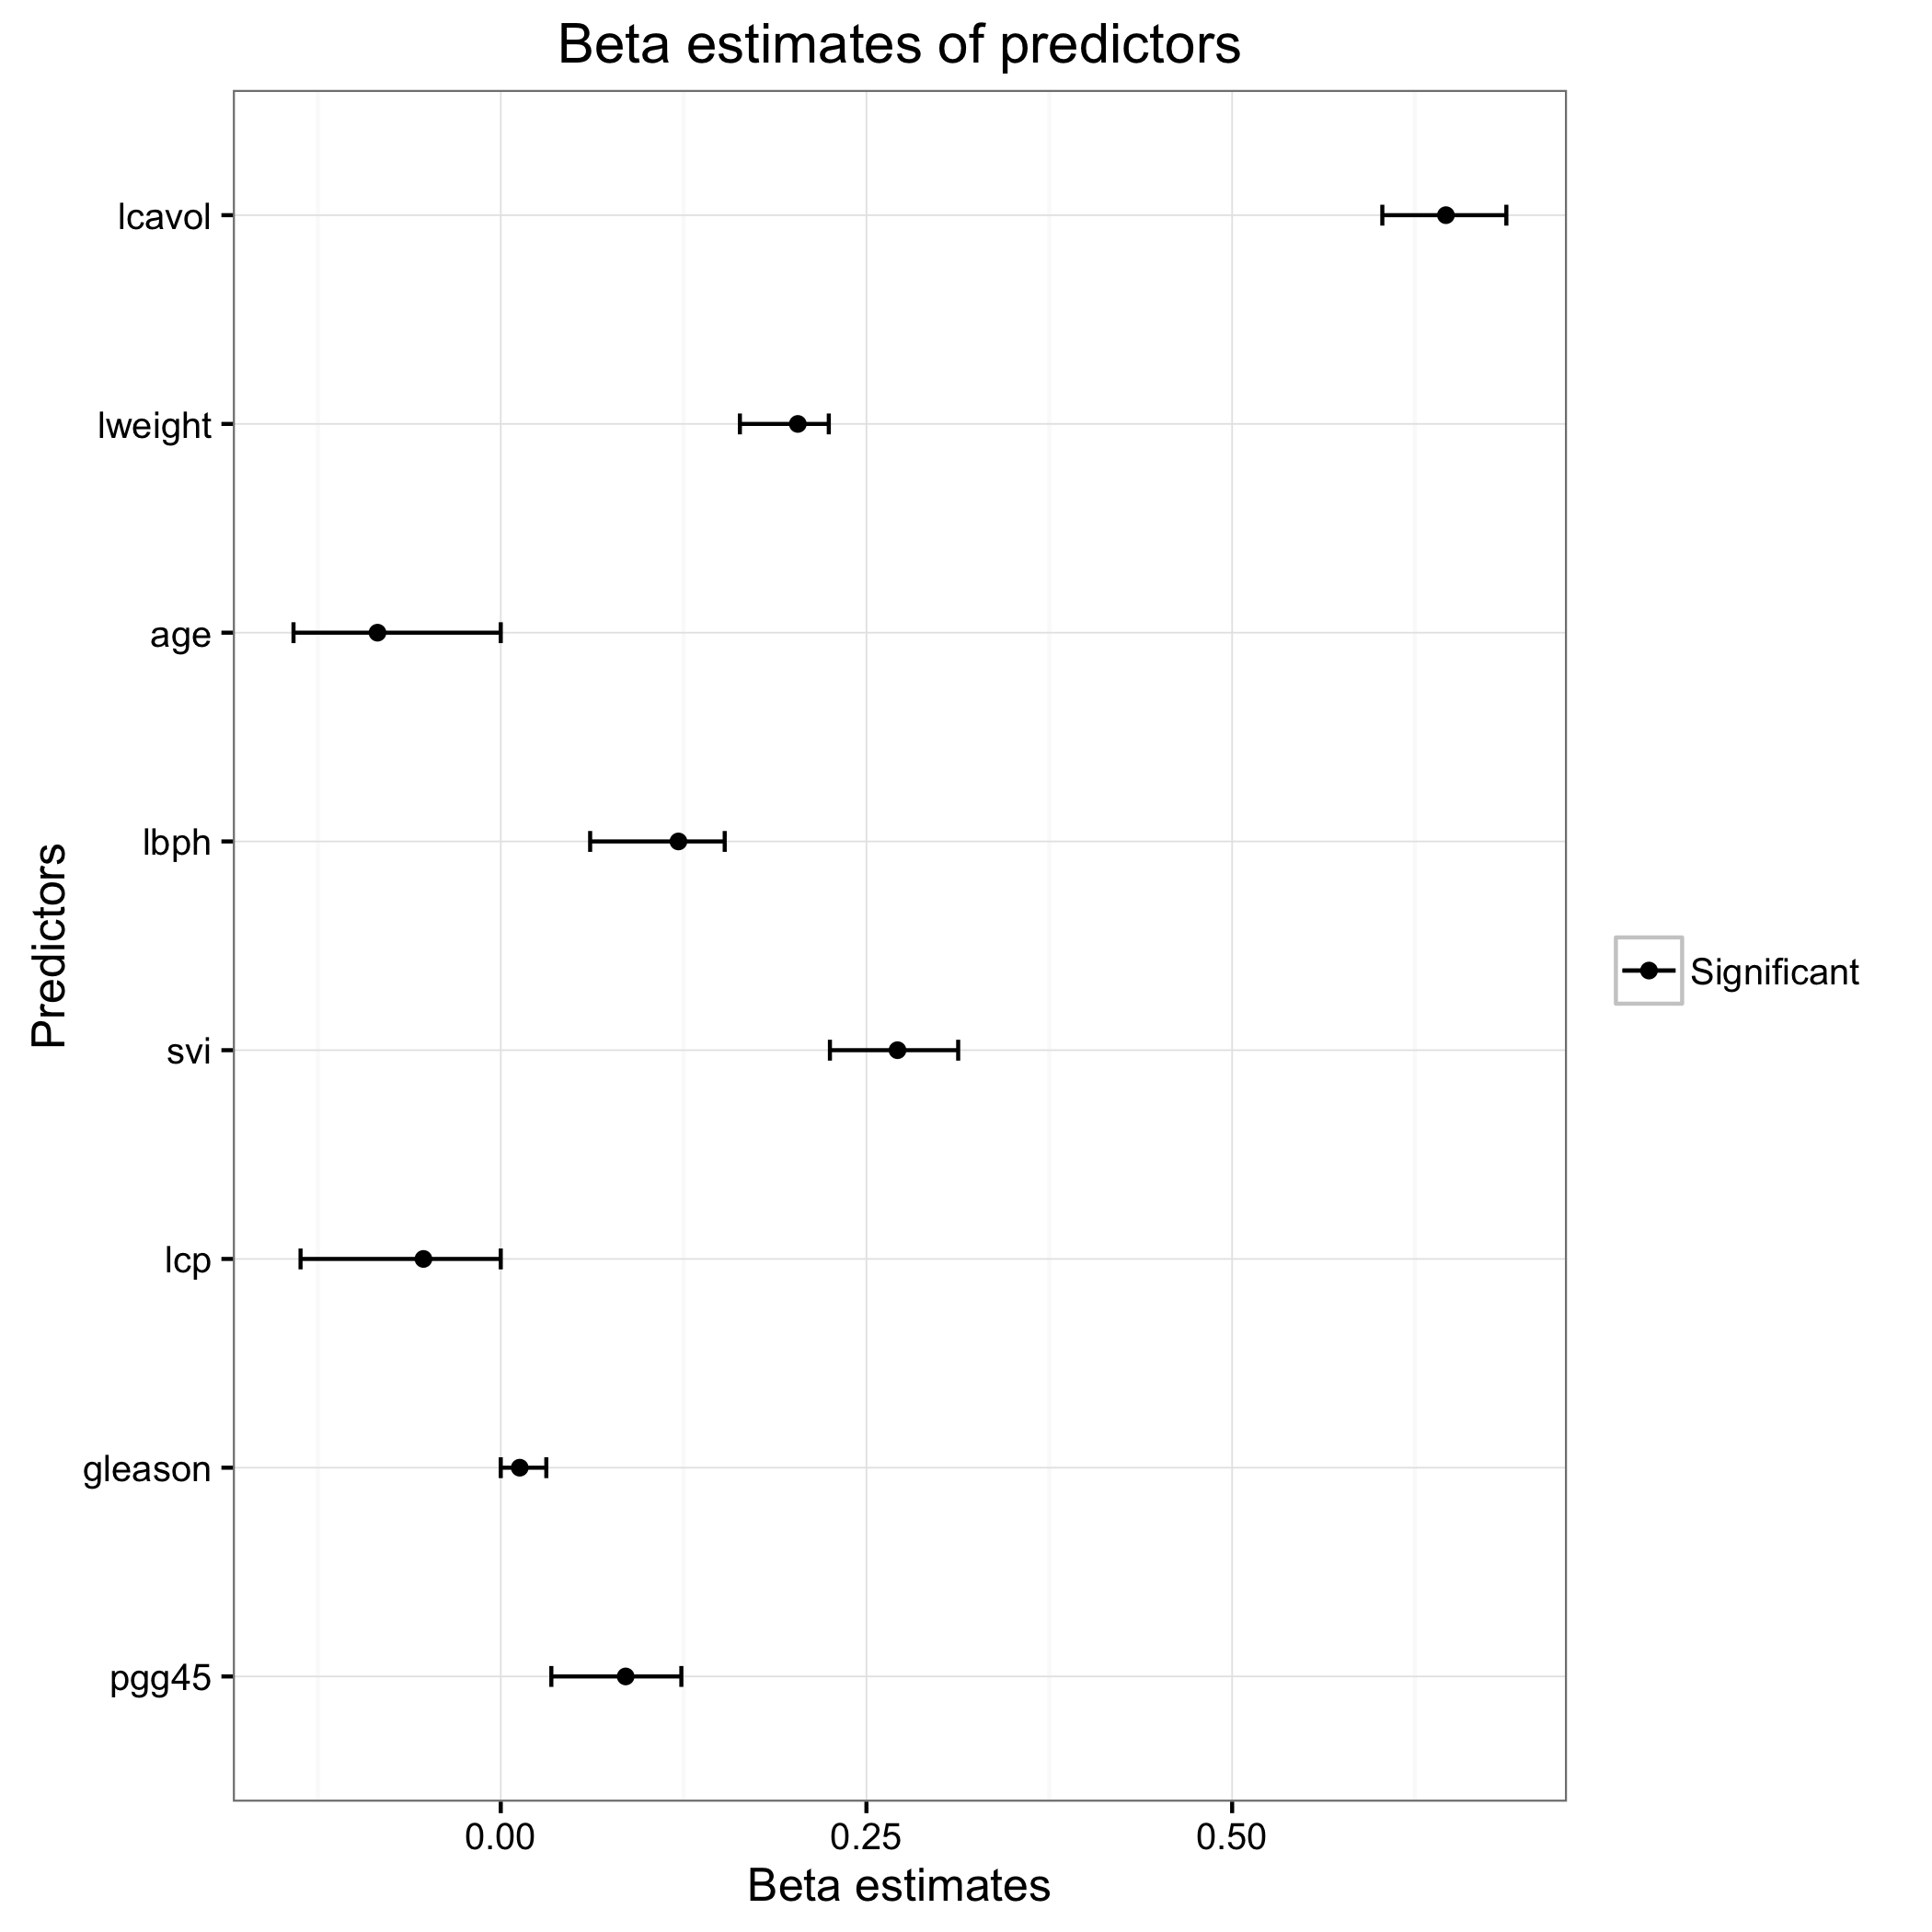 Beta estimates of predictors
lcavol
lweight
age
lbph
svi
lcp
gleason
pgg45
Predictors
0.00
0.25
0.50
Beta estimates
Significant